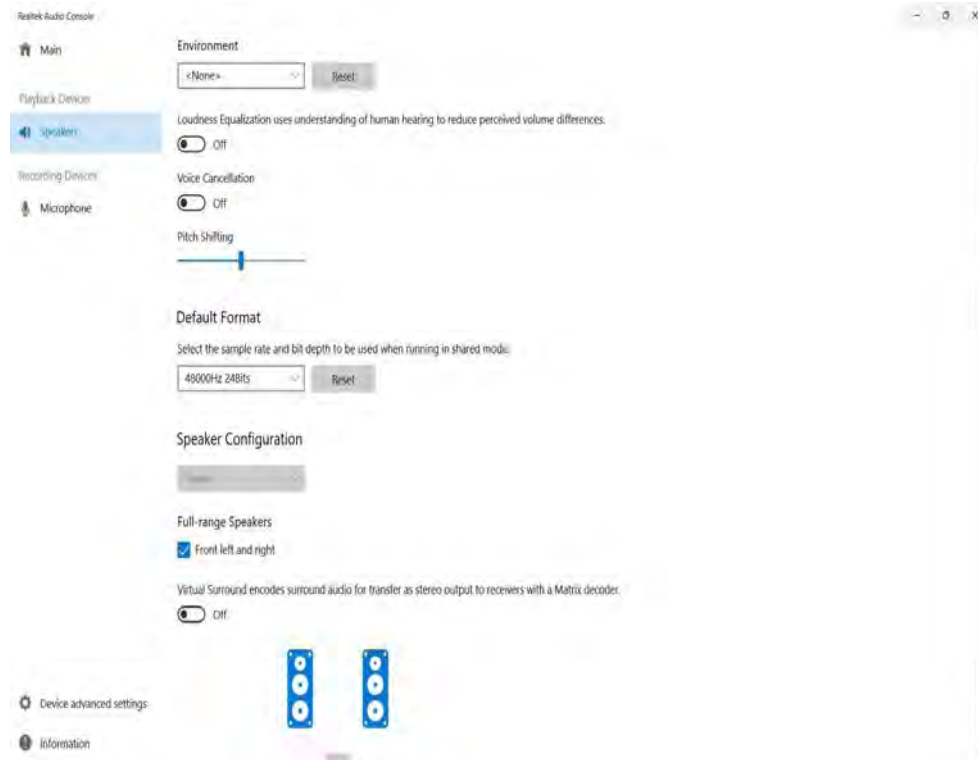 Realtek Audio Console
Main
Playback Devices
Speakers
Recording Devices
Microphone
Device advanced settings
Information
Environment
<None>
Reset
Loudness Equalization uses understanding of human hearing to reduce perceived volume differences.
Off
Voice Cancellation
Off
Pitch Shifting
Default Format
Select the sample rate and bit depth to be used when running in shared mode.
48000Hz 24Bits
Reset
Speaker Configuration
Full-range Speakers
Front left and right
Virtual Surround encodes surround audio for transfer as stereo output to receivers with a Matrix decoder.
Off